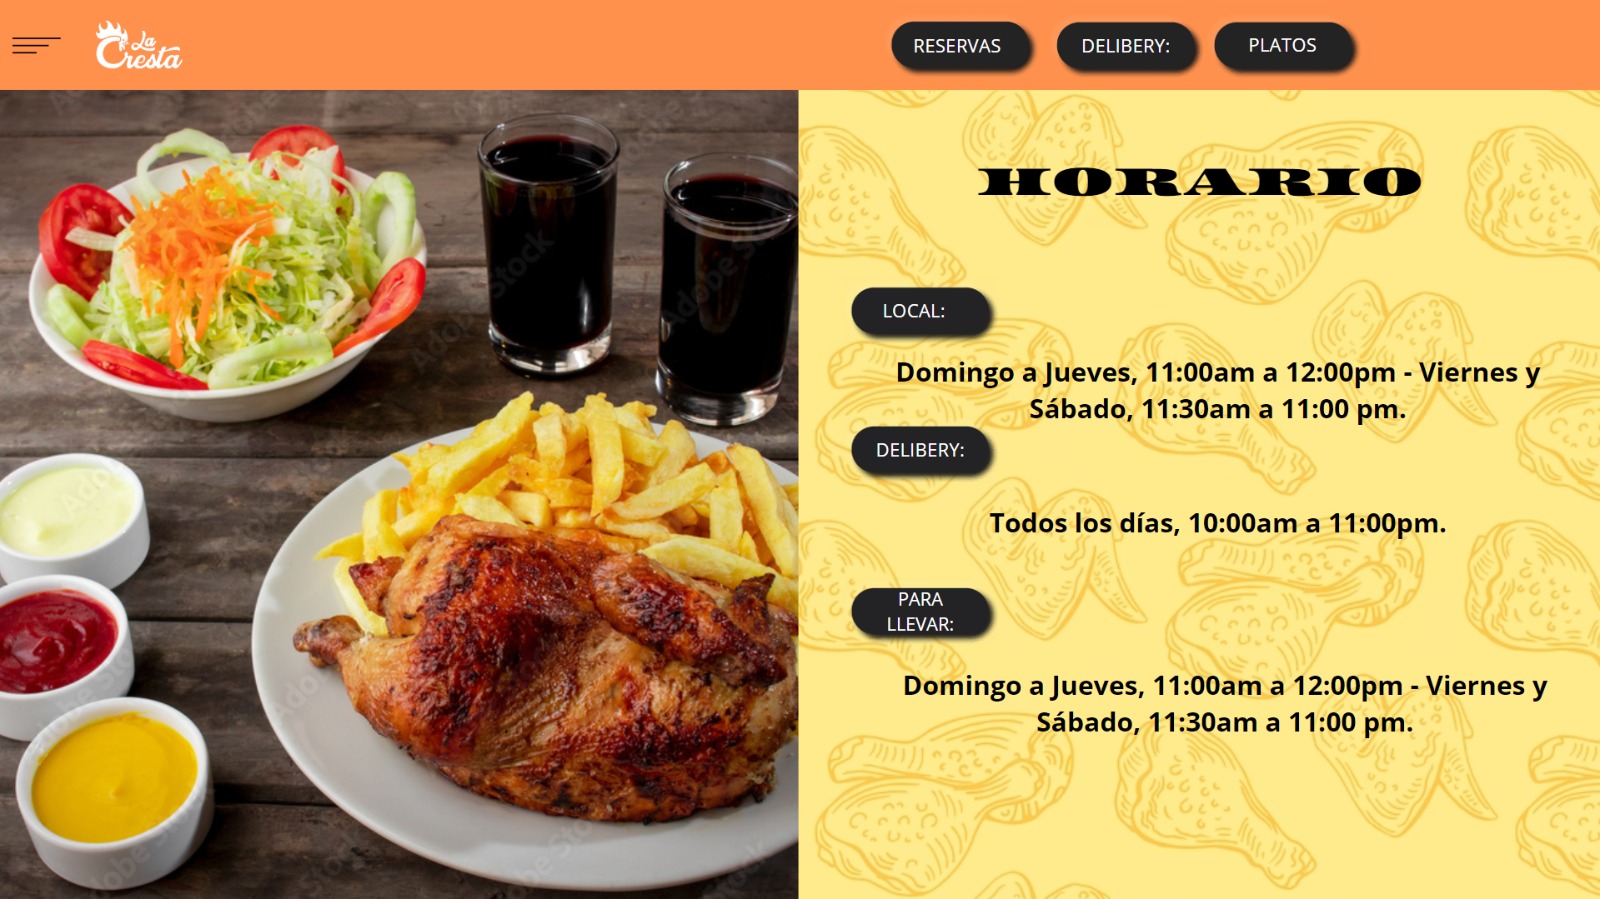 La
Cresta
RESERVAS
DELIBERY:
PLATOS
HORARIO
LOCAL:
Domingo a Jueves, 11:00am a 12:00pm - Viernes y
Sábado, 11:30am a 11:00 pm.
DELIBERY:
Todos los días, 10:00am a 11:00pm.
PARA
LLEVAR:
Domingo a Jueves, 11:00am a 12:00pm - Viernes y
Sábado, 11:30am a 11:00 pm.
Adobe Stock